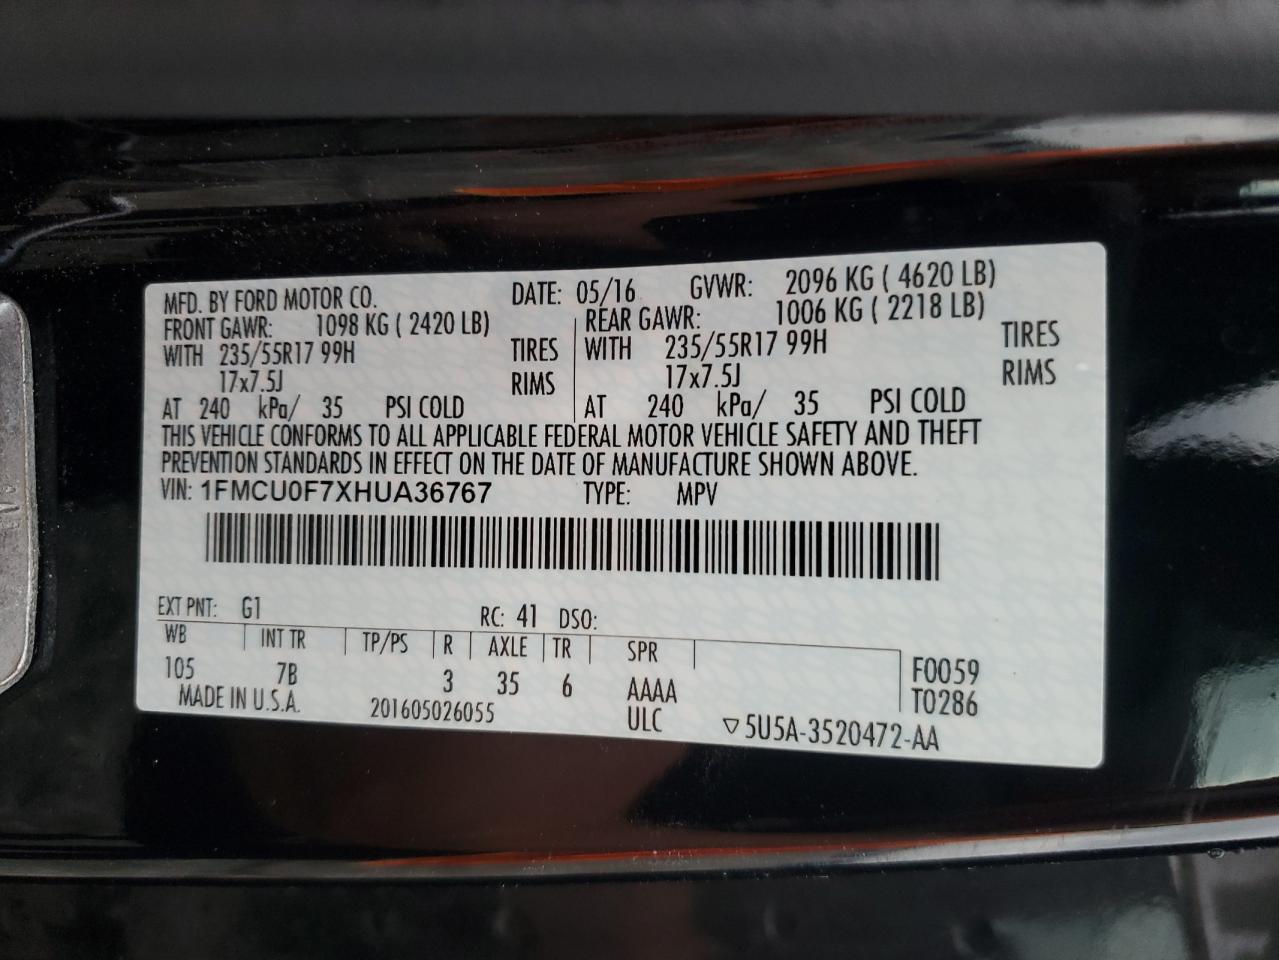 MFD. BY FORD MOTOR CO. DATE: 05/16 GVWR: 2096 KG ( 4620 LB)
FRONT GAWR: 1098 KG ( 2420 LB) REAR GAWR: 1006 KG ( 2218 LB)
WITH 235/55R17 99H TIRES WITH 235/55R17 99H TIRES
17x7.5J RIMS 17x7.5J RIMS
AT 240 kPa/ 35 PSI COLD AT 240 kPa/ 35 PSI COLD
THIS VEHICLE CONFORMS TO ALL APPLICABLE FEDERAL MOTOR VEHICLE SAFETY AND THEFT
PREVENTION STANDARDS IN EFFECT ON THE DATE OF MANUFACTURE SHOWN ABOVE.
VIN: 1FMCU0F7XHUA36767 TYPE: MPV
EXT PNT: G1 RC: 41 DSO:
WB INT TR TP/PS R AXLE TR SPR
105 7B 3 35 6 AAAA F0059
MADE IN U.S.A. 201605026055 ULC T0286
▽5U5A-3520472-AA